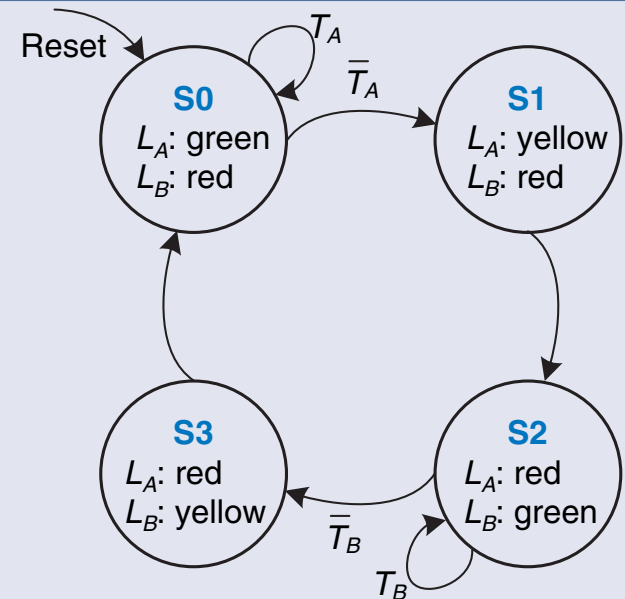 Reset
T_A
T̅_A
S0
L_A: green
L_B: red
S1
L_A: yellow
L_B: red
S3
L_A: red
L_B: yellow
S2
L_A: red
L_B: green
T̅_B
T_B